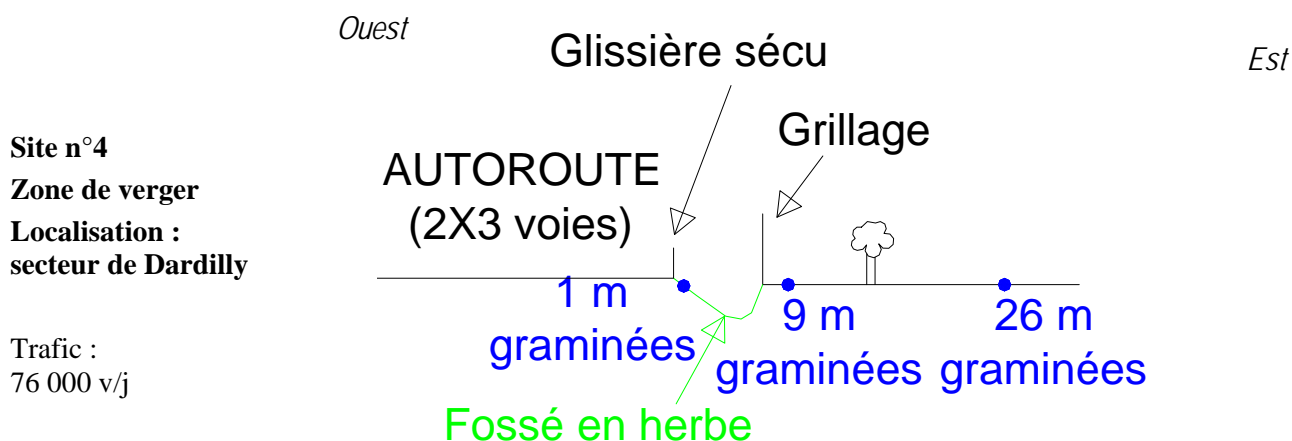 Ouest
Est
Glissière sécu
Grillage
Site n°4
Zone de verger
Localisation :
secteur de Dardilly
Trafic :
76 000 v/j
AUTOROUTE
(2X3 voies)
1 m
graminées
9 m
graminées
26 m
graminées
Fossé en herbe